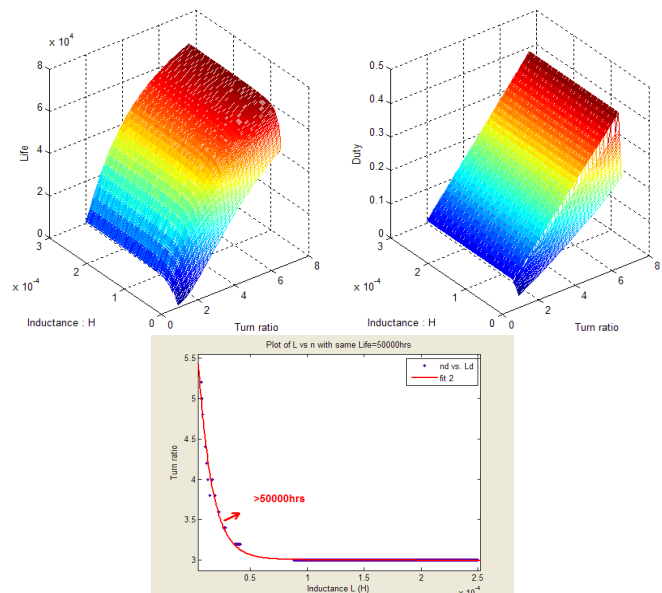 x 10^4
8
6
4
2
0
Life
3
2
1
0
x 10^-4
Inductance : H
0
2
4
6
8
Turn ratio
0.5
0.4
0.3
0.2
0.1
0
Duty
3
2
1
0
x 10^-4
Inductance : H
0
2
4
6
8
Turn ratio
Plot of L vs n with same Life=50000hrs
nd vs. Ld
fit 2
5.5
5
4.5
4
3.5
3
Turn ratio
>50000hrs
0.5
1
1.5
2
2.5
Inductance L (H)
x 10^-4